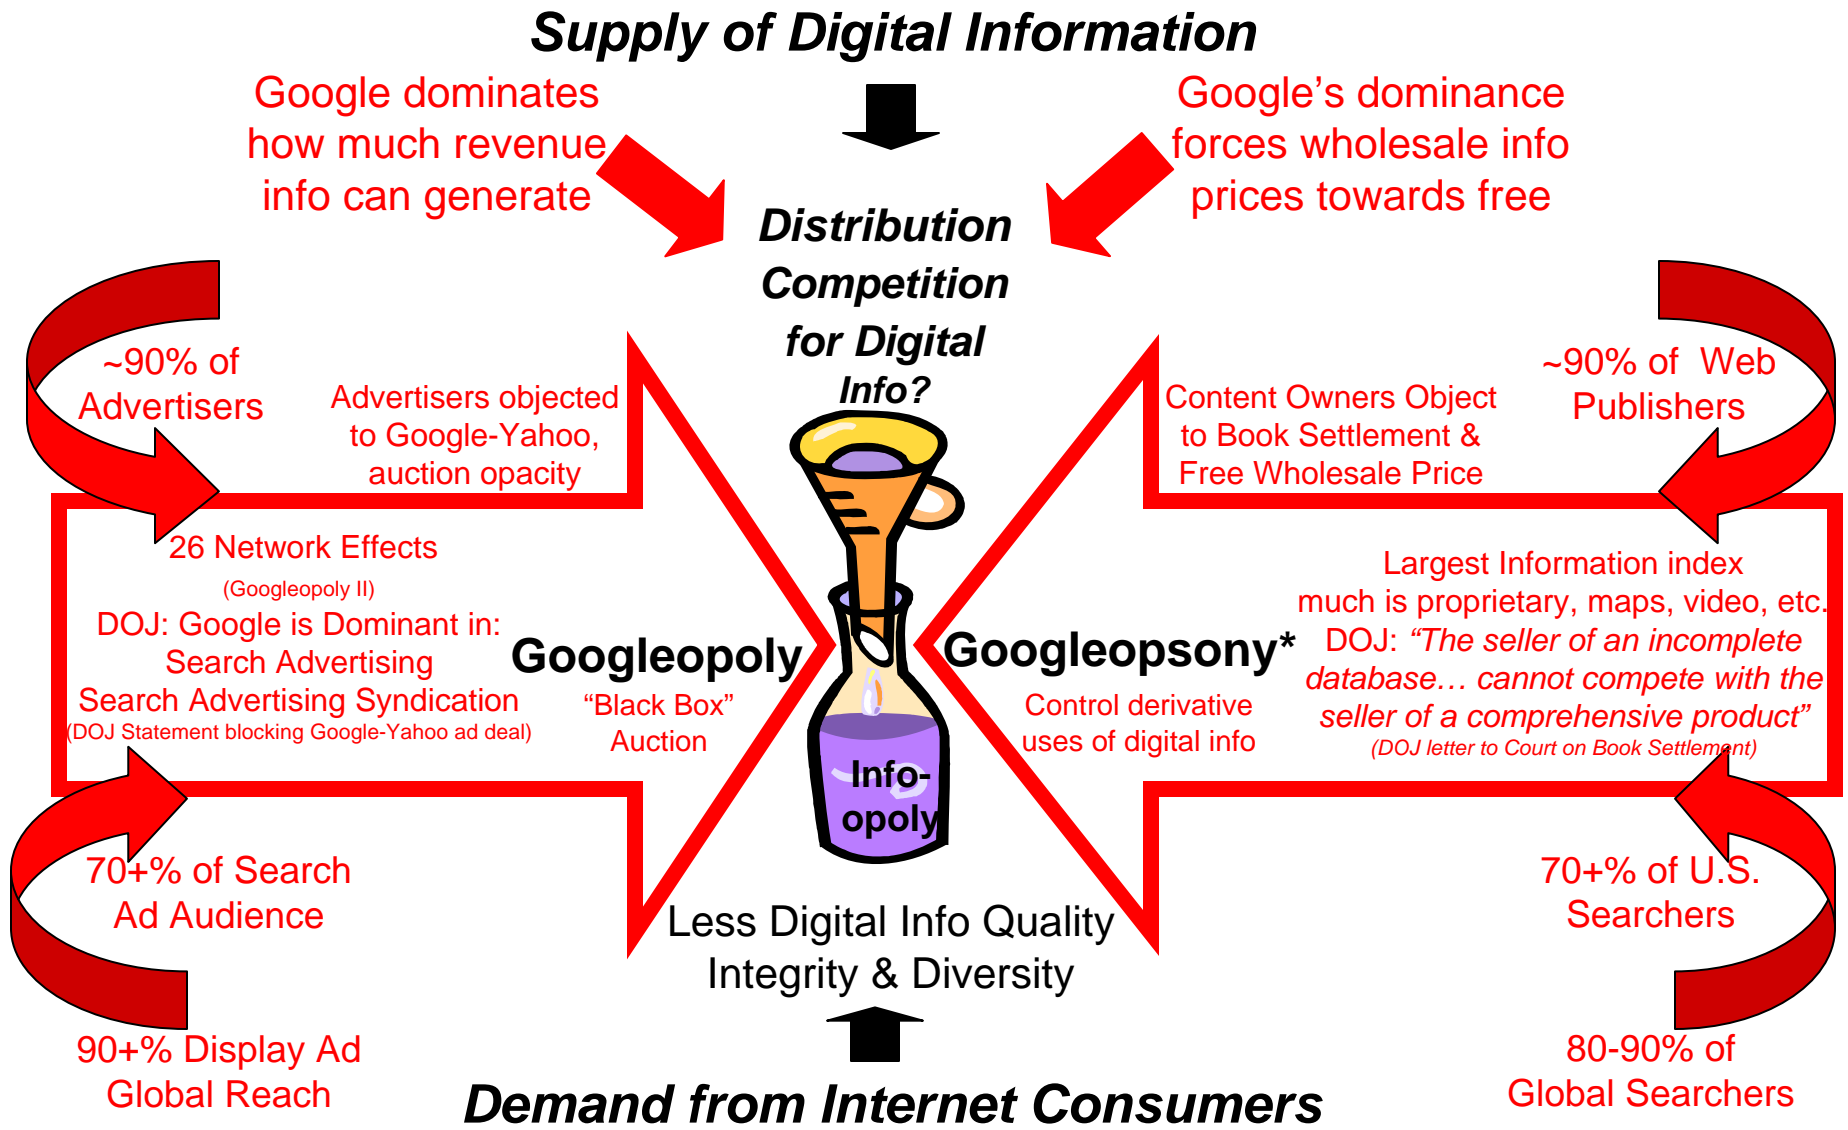 Supply of Digital Information
Google dominates
how much revenue
info can generate
Google’s dominance
forces wholesale info
prices towards free
Distribution
Competition
for Digital
Info?
~90% of
Advertisers
Advertisers objected
to Google-Yahoo,
auction opacity
Content Owners Object
to Book Settlement &
Free Wholesale Price
~90% of  Web
Publishers
26 Network Effects
(Googleopoly II)
DOJ: Google is Dominant in:
Search Advertising
Search Advertising Syndication
(DOJ Statement blocking Google-Yahoo ad deal)
Googleopoly
“Black Box”
Auction
Googleopsony*
Control derivative
uses of digital info
Largest Information index
much is proprietary, maps, video, etc.
DOJ: “The seller of an incomplete
database… cannot compete with the
seller of a comprehensive product”
(DOJ letter to Court on Book Settlement)
Info-
opoly
70+% of Search
Ad Audience
Less Digital Info Quality
Integrity & Diversity
70+% of U.S.
Searchers
90+% Display Ad
Global Reach
80-90% of
Global Searchers
Demand from Internet Consumers